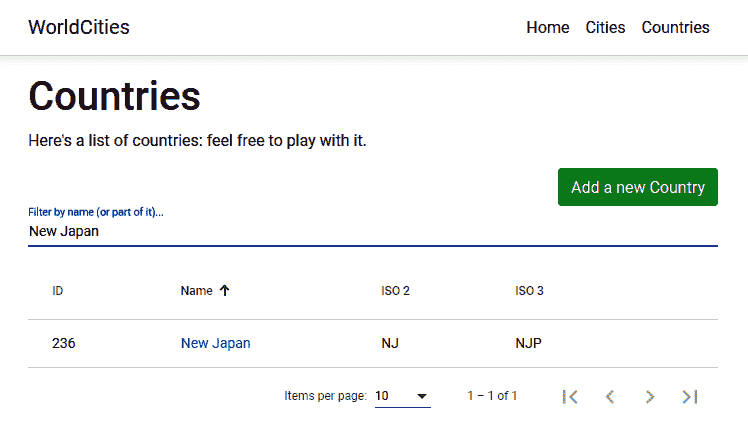 WorldCities Home Cities Countries
Countries
Here's a list of countries: feel free to play with it.
Add a new Country
Filter by name (or part of it)...
New Japan
ID Name ISO 2 ISO 3
236 New Japan NJ NJP
Items per page: 10 1 – 1 of 1